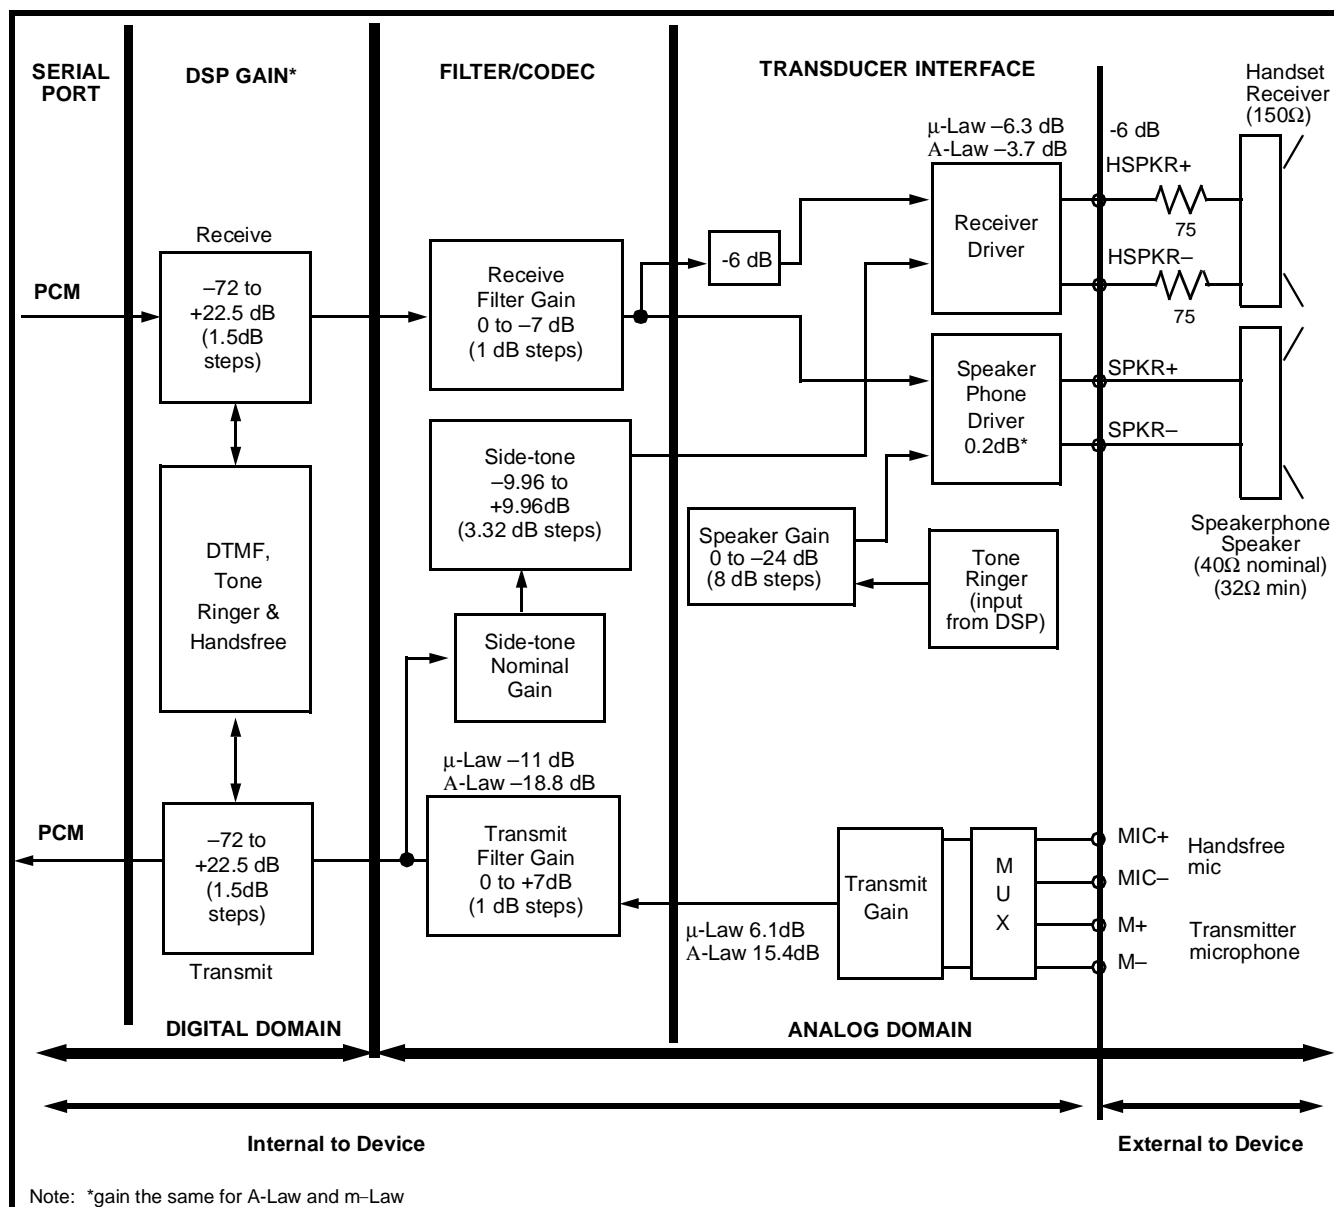 SERIAL
PORT
DSP GAIN*
FILTER/CODEC
TRANSDUCER INTERFACE
Handset
Receiver
(150Ω)
μ-Law –6.3 dB
A-Law –3.7 dB
-6 dB
HSPKR+
75
HSPKR–
75
Receiver
Driver
Receive
–72 to
+22.5 dB
(1.5dB
steps)
PCM
Receive
Filter Gain
0 to –7 dB
(1 dB steps)
-6 dB
Speaker
Phone
Driver
0.2dB*
SPKR+
SPKR–
Side-tone
–9.96 to
+9.96dB
(3.32 dB steps)
DTMF,
Tone
Ringer &
Handsfree
Speaker Gain
0 to –24 dB
(8 dB steps)
Tone
Ringer
(input
from DSP)
Speakerphone
Speaker
(40Ω nominal)
(32Ω min)
Side-tone
Nominal
Gain
μ-Law –11 dB
A-Law –18.8 dB
PCM
–72 to
+22.5 dB
(1.5dB
steps)
Transmit
Transmit
Filter Gain
0 to +7dB
(1 dB steps)
μ-Law 6.1dB
A-Law 15.4dB
Transmit
Gain
M
U
X
MIC+
MIC–
M+
M–
Handsfree
mic
Transmitter
microphone
DIGITAL DOMAIN
ANALOG DOMAIN
Internal to Device
External to Device
Note: *gain the same for A-Law and m–Law